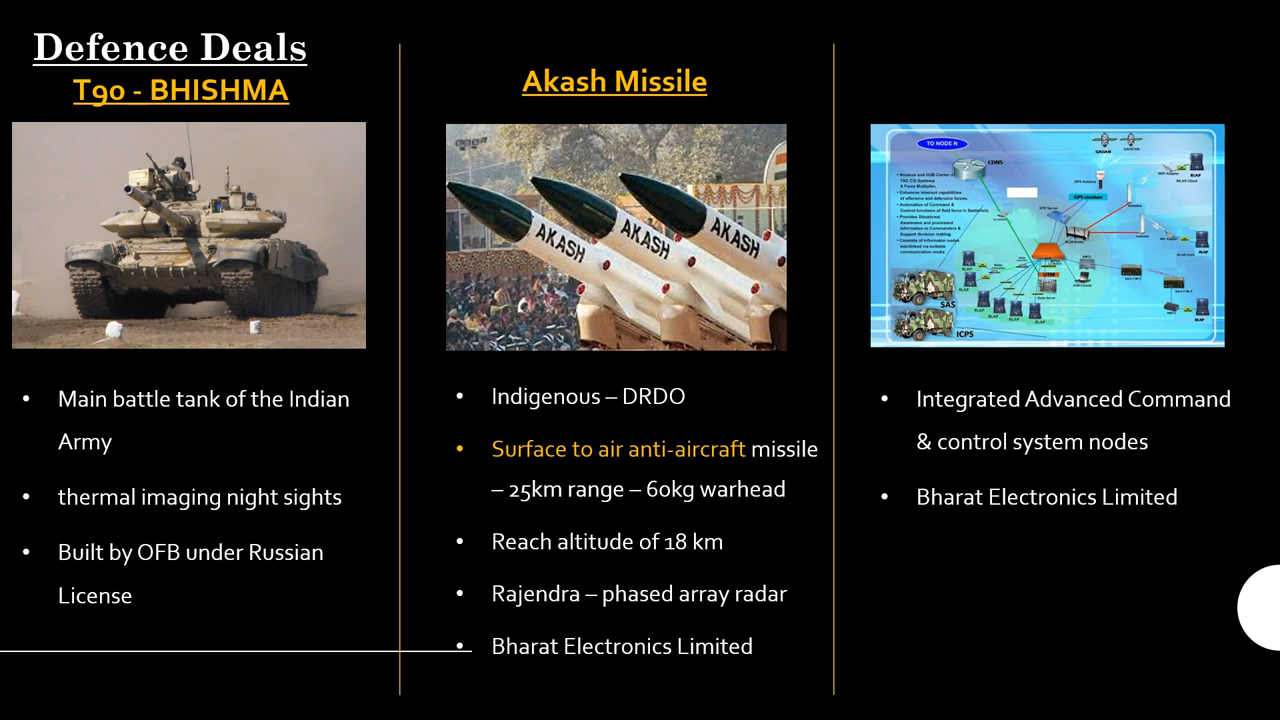 Defence Deals
T90 - BHISHMA
Main battle tank of the Indian
Army
thermal imaging night sights
Built by OFB under Russian
License
Akash Missile
AKASH
AKASH
AKASH
Indigenous – DRDO
Surface to air anti-aircraft missile
– 25km range – 60kg warhead
Reach altitude of 18 km
Rajendra – phased array radar
Bharat Electronics Limited
TO NODE N
CDNS
GAGAN
GPS receiver
SAS
ICPS
Integrated Advanced Command
& control system nodes
Bharat Electronics Limited